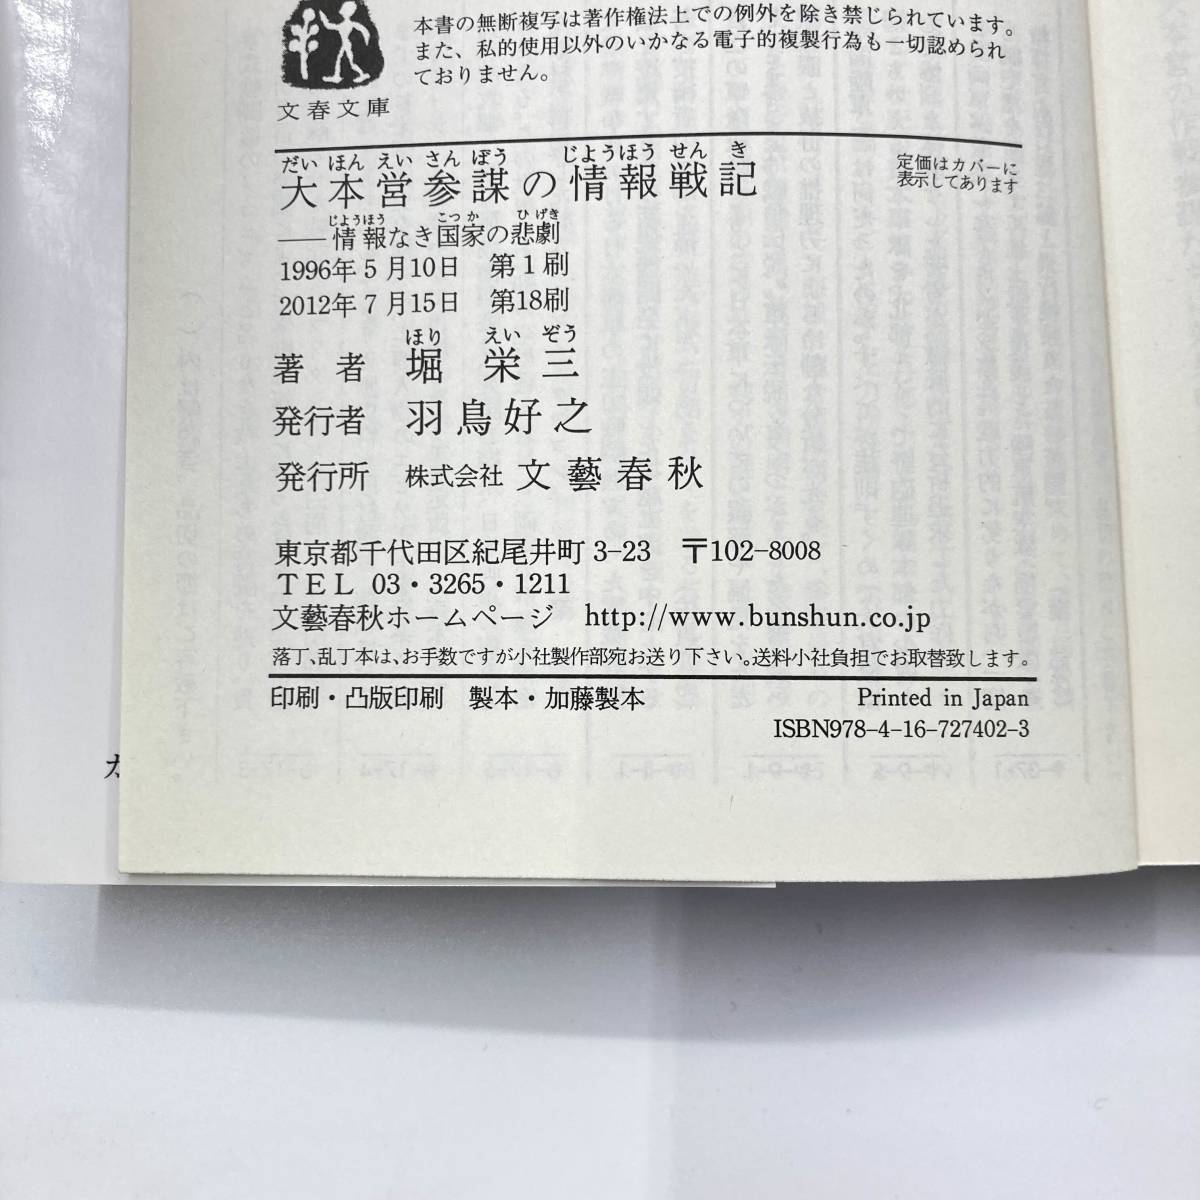 本書の無断複写は著作権法上での例外を除き禁じられています。
また、私的使用以外のいかなる電子的複製行為も一切認められ
ておりません。
文春文庫
だい ほん えい さん ぼう じようほう せん き
大本営参謀の情報戦記
定価はカバーに
表示してあります
じようほう こつ か ひ げき
——情報なき国家の悲劇
1996年5月10日 第1刷
2012年7月15日 第18刷
ほり えい ぞう
著 者 堀 栄 三
発行者 羽鳥好之
発行所 株式会社 文藝春秋
東京都千代田区紀尾井町 3-23 〒102-8008
TEL 03・3265・1211
文藝春秋ホームページ http://www.bunshun.co.jp
落丁、乱丁本は、お手数ですが小社製作部宛お送り下さい。送料小社負担でお取替致します。
印刷・凸版印刷 製本・加藤製本
Printed in Japan
ISBN978-4-16-727402-3